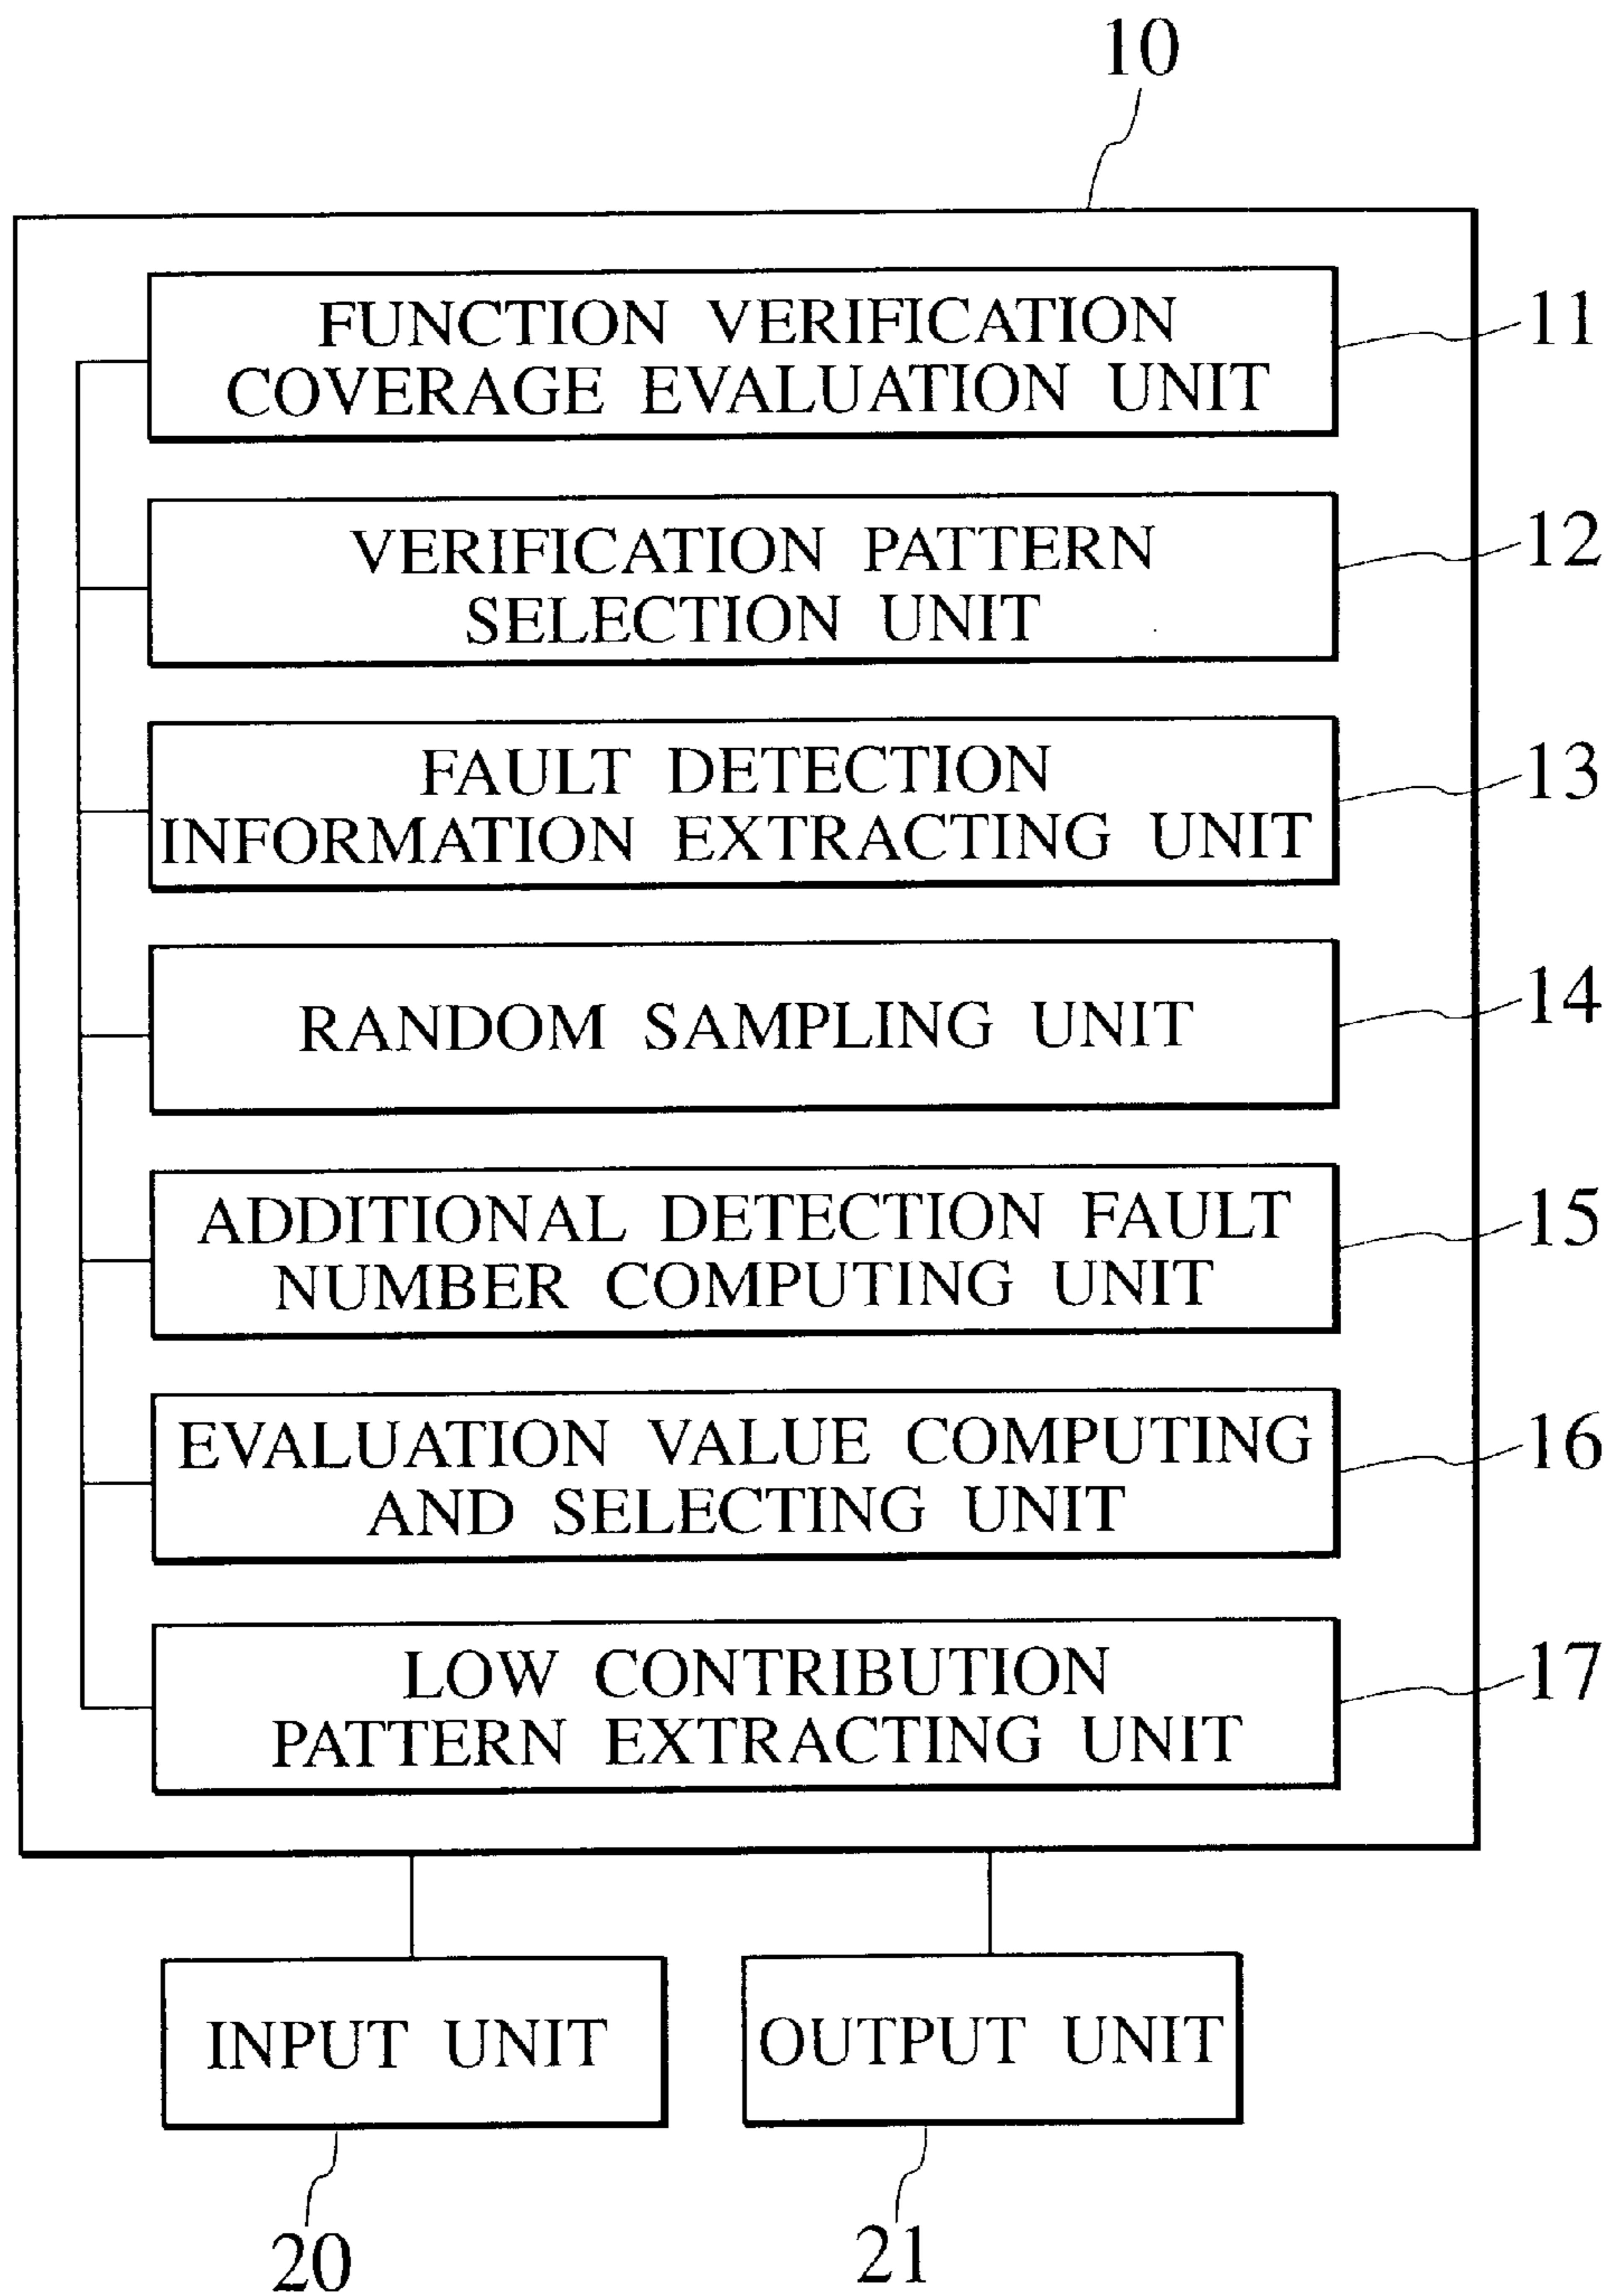 10
FUNCTION VERIFICATION
COVERAGE EVALUATION UNIT
11
VERIFICATION PATTERN
SELECTION UNIT
12
FAULT DETECTION
INFORMATION EXTRACTING UNIT
13
RANDOM SAMPLING UNIT
14
ADDITIONAL DETECTION FAULT
NUMBER COMPUTING UNIT
15
EVALUATION VALUE COMPUTING
AND SELECTING UNIT
16
LOW CONTRIBUTION
PATTERN EXTRACTING UNIT
17
INPUT UNIT
OUTPUT UNIT
20
21